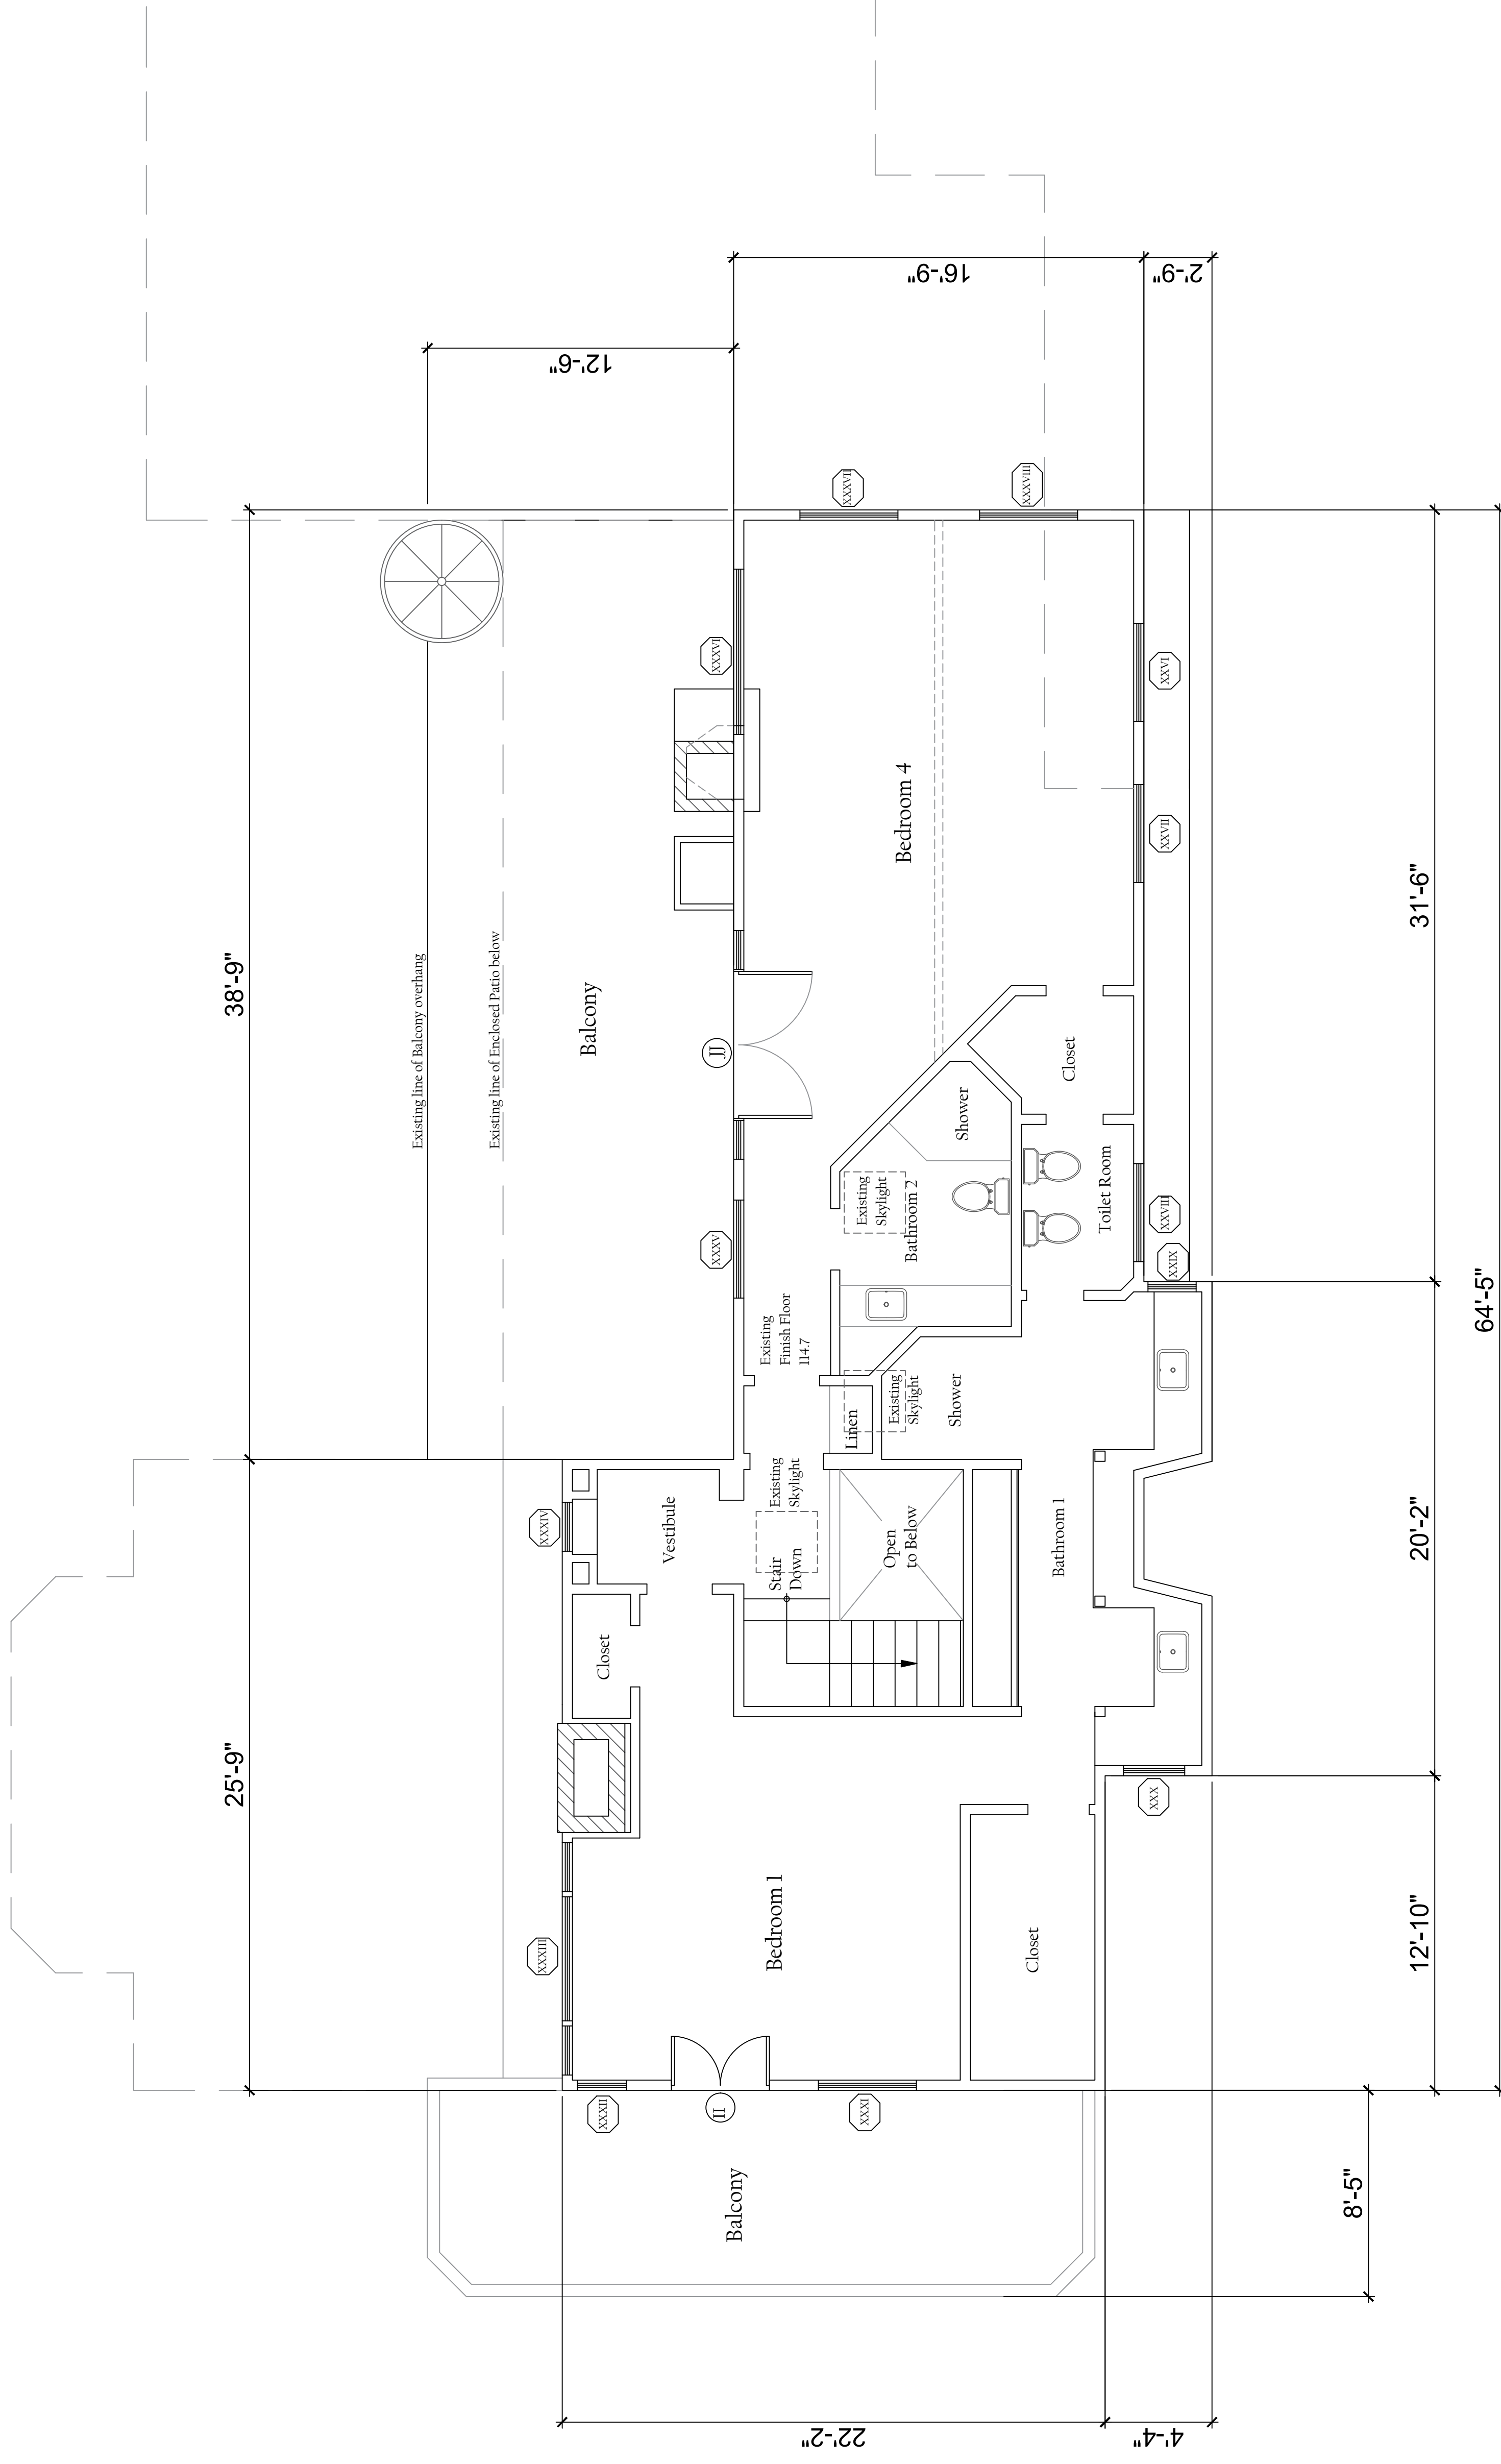 25'-9"
38'-9"
Existing line of Balcony overhang
Existing line of Enclosed Patio below
XXXIII
XXXIV
Balcony
12'-6"
XXXII
Closet
Vestibule
II
XXXV
JJ
XXXVI
Balcony
Bedroom 1
Stair
Down
Existing
Skylight
Existing
Finish Floor
114.7
22'-2"
XXXI
Linen
XXXVII
Existing
Skylight
Open
to Below
Existing
Skylight
Bathroom 2
Bedroom 4
16'-9"
Shower
Shower
Closet
XXXVIII
Bathroom 1
Closet
Toilet Room
4'-4"
XXX
XXIX
XXVIII
XXVII
XXVI
2'-9"
8'-5"
12'-10"
20'-2"
31'-6"
64'-5"